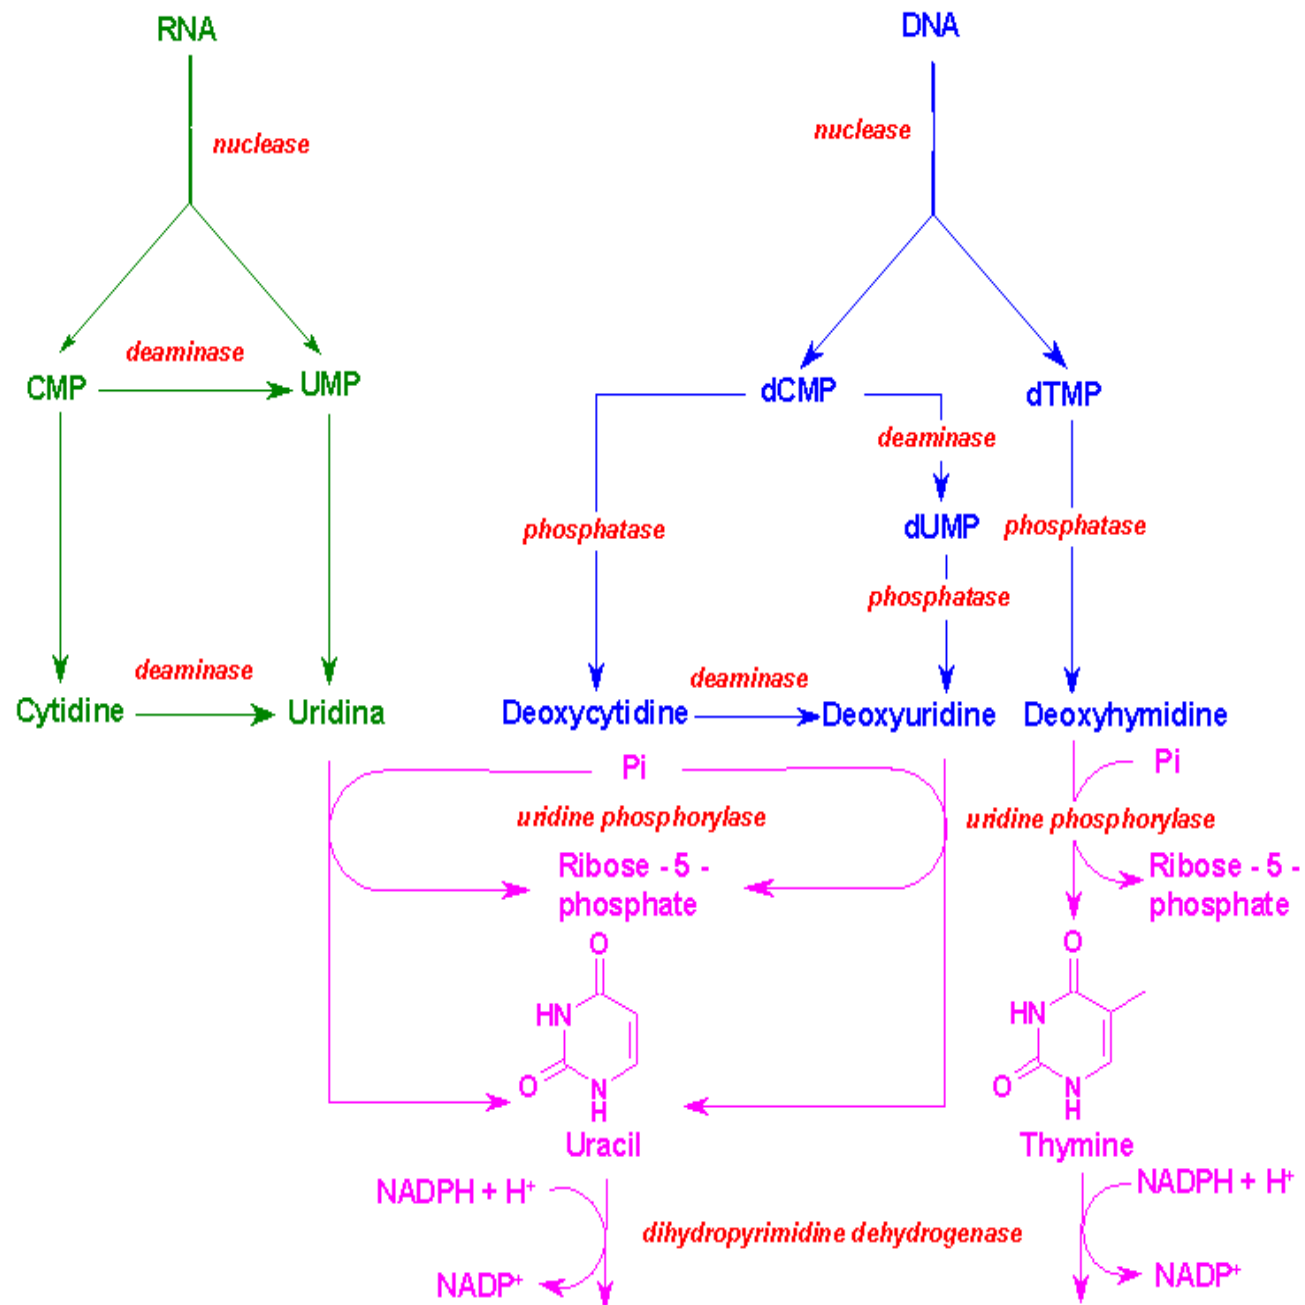 RNA
DNA
nuclease
nuclease
deaminase
CMP
UMP
dCMP
dTMP
deaminase
phosphatase
dUMP
phosphatase
phosphatase
deaminase
deaminase
Cytidine
Uridina
Deoxycytidine
Deoxyuridine
Deoxyhymidine
Pi
Pi
uridine phosphorylase
uridine phosphorylase
Ribose - 5 -
phosphate
Ribose - 5 -
phosphate
O
HN
O
N
H
Uracil
O
HN
O
N
H
Thymine
NADPH + H⁺
NADPH + H⁺
dihydropyrimidine dehydrogenase
NADP⁺
NADP⁺